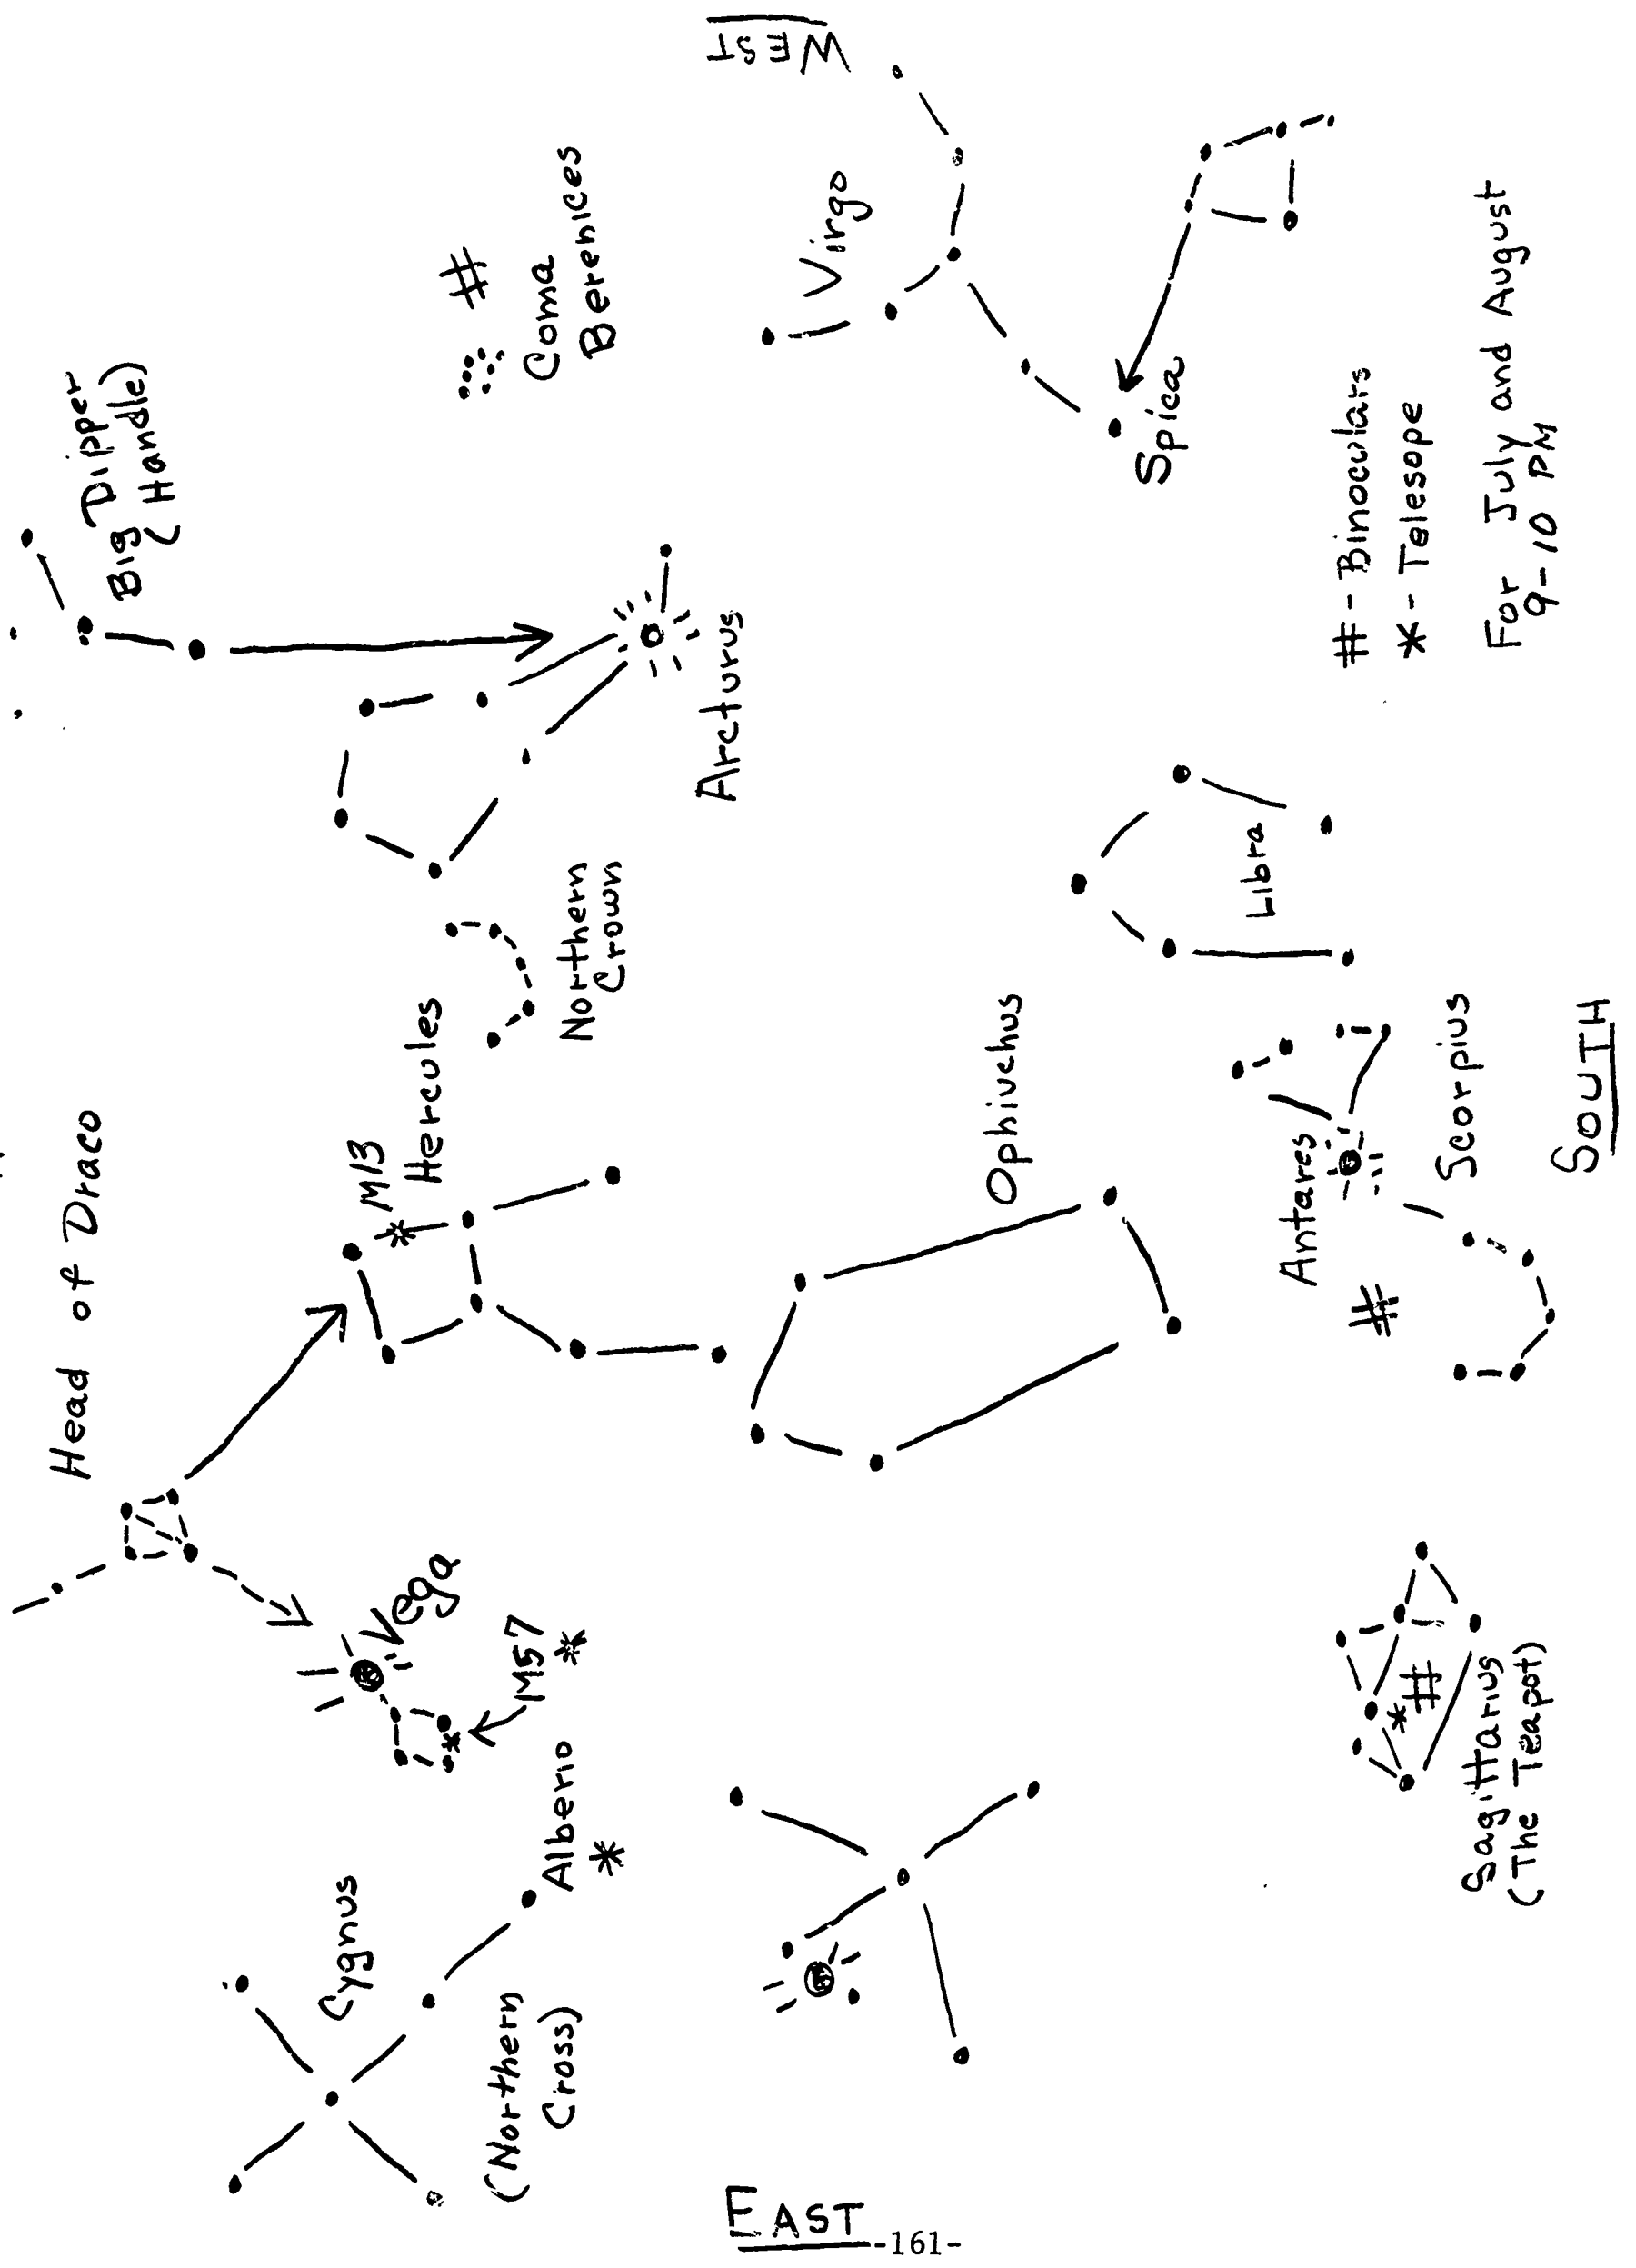 Head of Draco
Big Dipper
(Handle)
#
Coma
Berenices
*M13
Hercules
Vega
M57
*
*
Cygnus
Alberio
*
(Northern
Cross)
Northern
Crown
Arcturus
Virgo
WEST
Ophiuchus
Spica
Libra
Antares
#
Scorpius
SOUTH
*
#
Sagittarius
(The Teapot)
# - Binoculars
* - Telesope
For July and August
9-10 PM
EAST
-161-